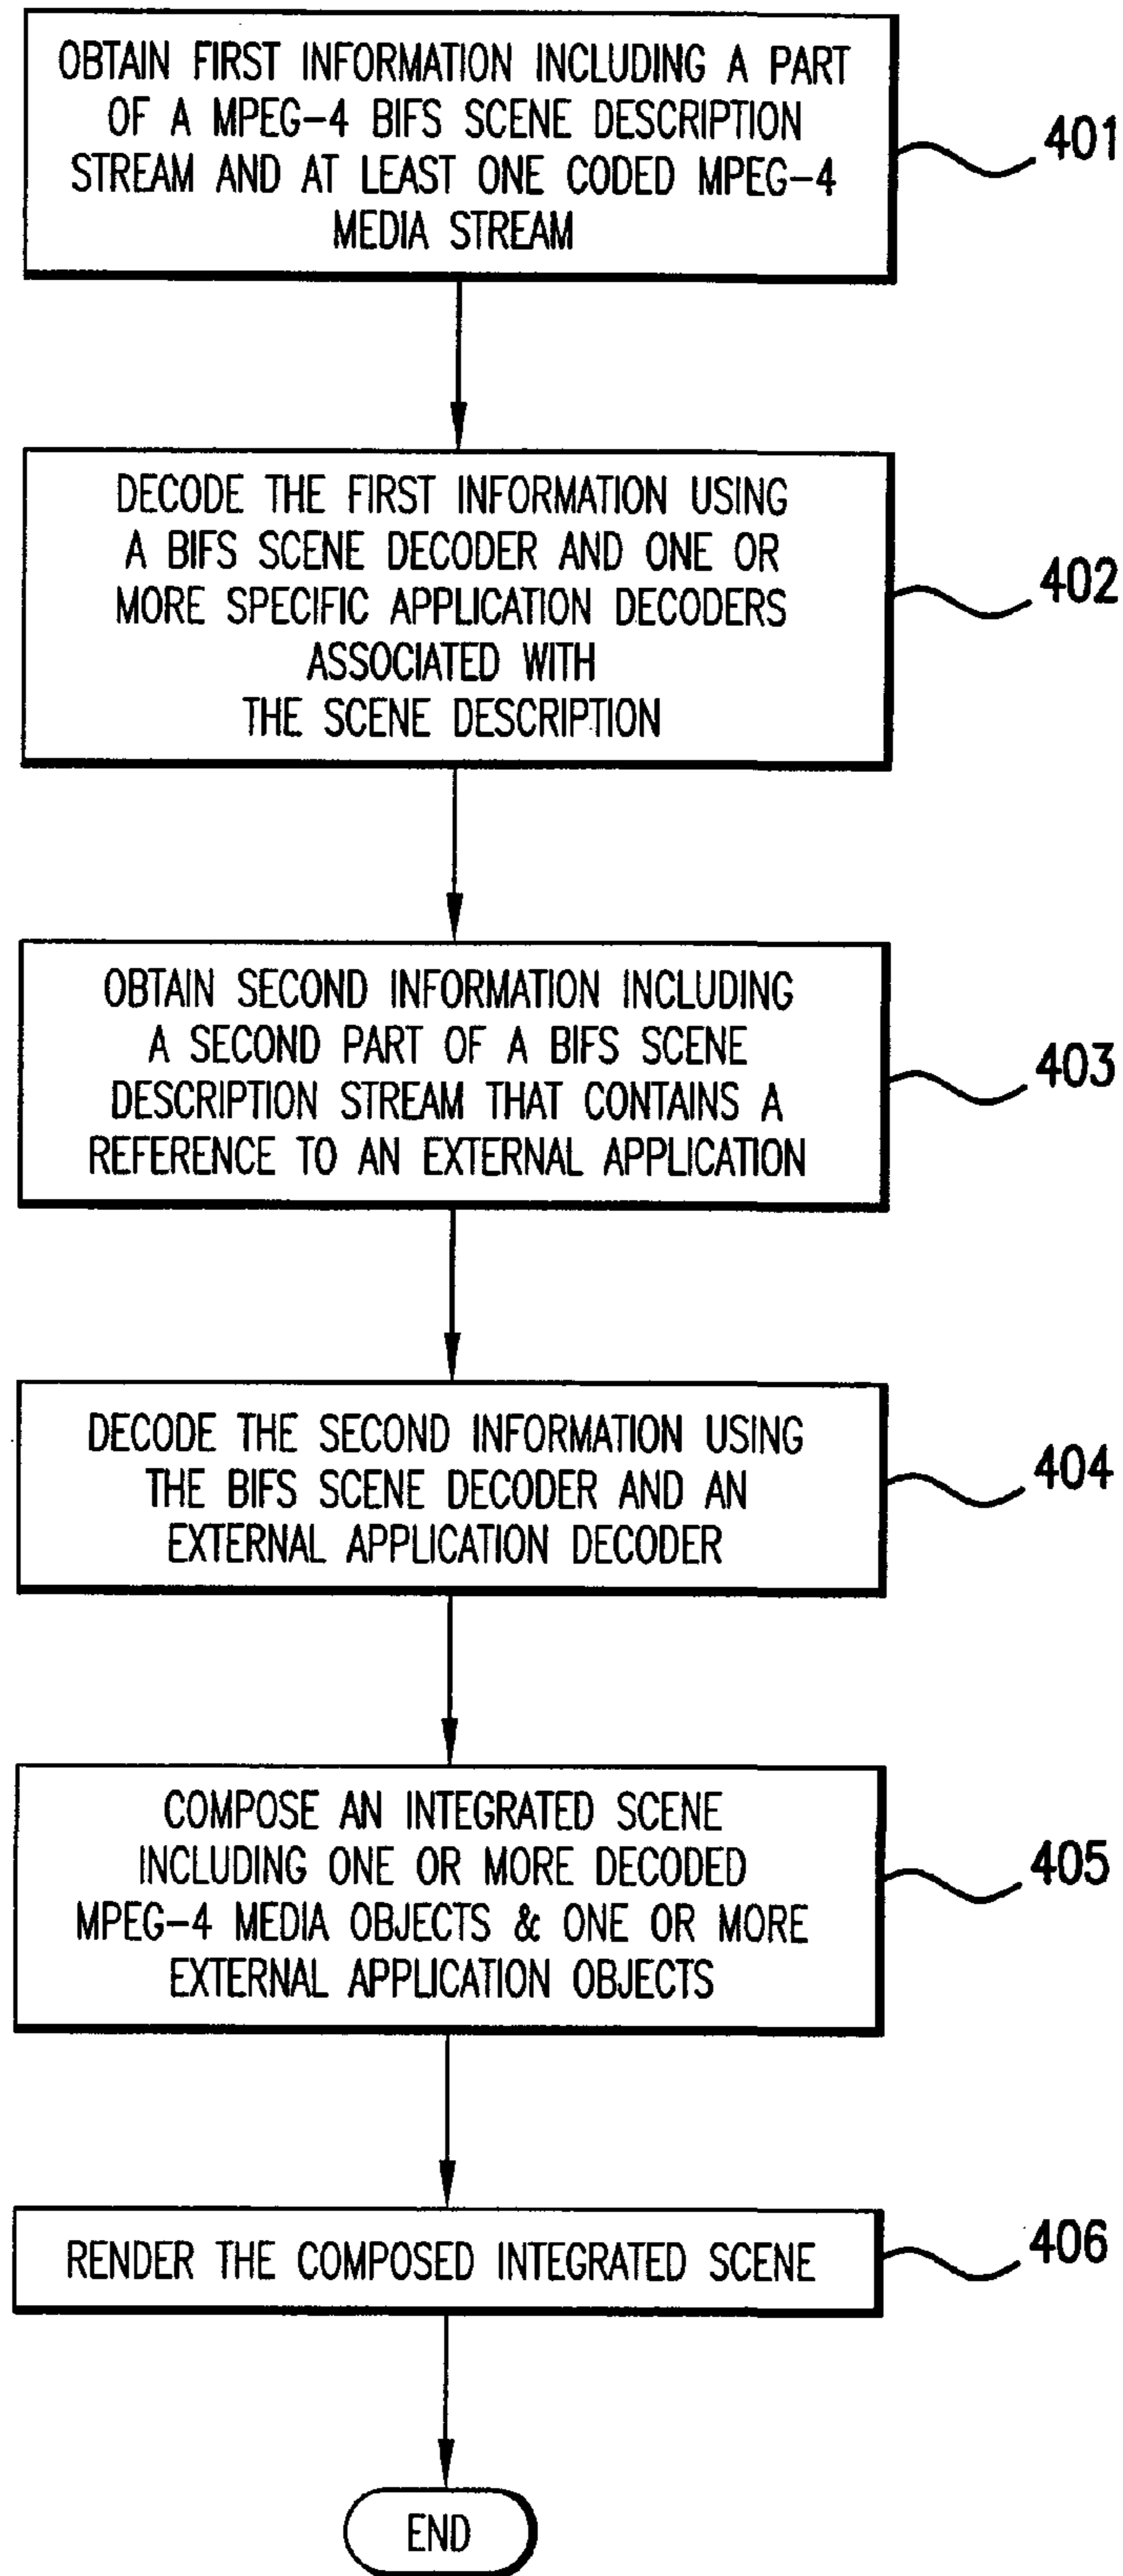 OBTAIN FIRST INFORMATION INCLUDING A PART
OF A MPEG-4 BIFS SCENE DESCRIPTION
STREAM AND AT LEAST ONE CODED MPEG-4
MEDIA STREAM
401
DECODE THE FIRST INFORMATION USING
A BIFS SCENE DECODER AND ONE OR
MORE SPECIFIC APPLICATION DECODERS
ASSOCIATED WITH
THE SCENE DESCRIPTION
402
OBTAIN SECOND INFORMATION INCLUDING
A SECOND PART OF A BIFS SCENE
DESCRIPTION STREAM THAT CONTAINS A
REFERENCE TO AN EXTERNAL APPLICATION
403
DECODE THE SECOND INFORMATION USING
THE BIFS SCENE DECODER AND AN
EXTERNAL APPLICATION DECODER
404
COMPOSE AN INTEGRATED SCENE
INCLUDING ONE OR MORE DECODED
MPEG-4 MEDIA OBJECTS & ONE OR MORE
EXTERNAL APPLICATION OBJECTS
405
RENDER THE COMPOSED INTEGRATED SCENE
406
END